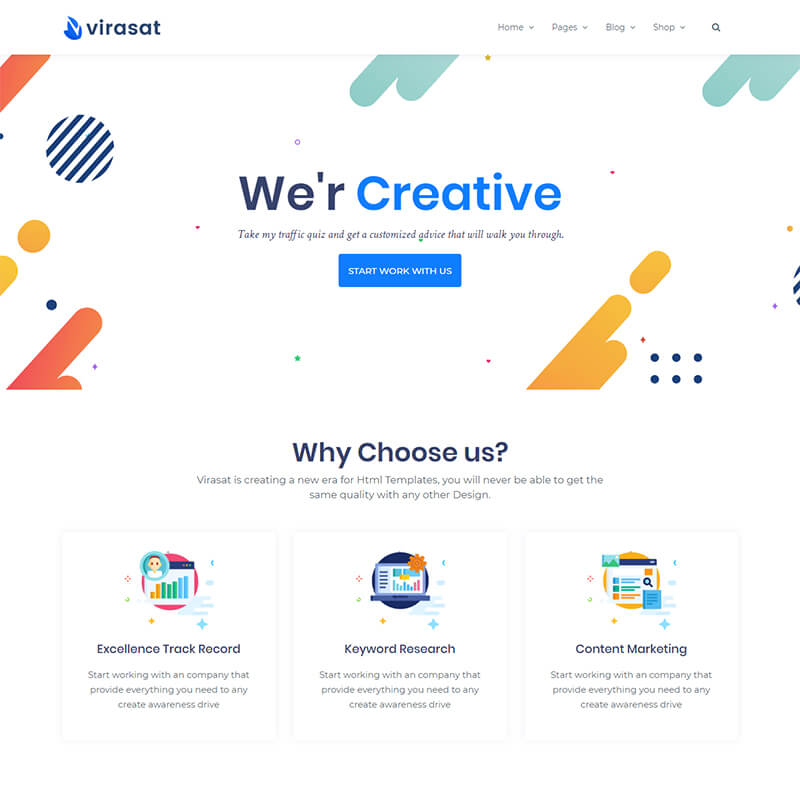 virasat
Home Pages Blog Shop
We'r Creative
Take my traffic quiz and get a customized advice that will walk you through.
START WORK WITH US
Why Choose us?
Virasat is creating a new era for Html Templates, you will never be able to get the
same quality with any other Design.
Excellence Track Record
Start working with an company that
provide everything you need to any
create awareness drive
Keyword Research
Start working with an company that
provide everything you need to any
create awareness drive
Content Marketing
Start working with an company that
provide everything you need to any
create awareness drive